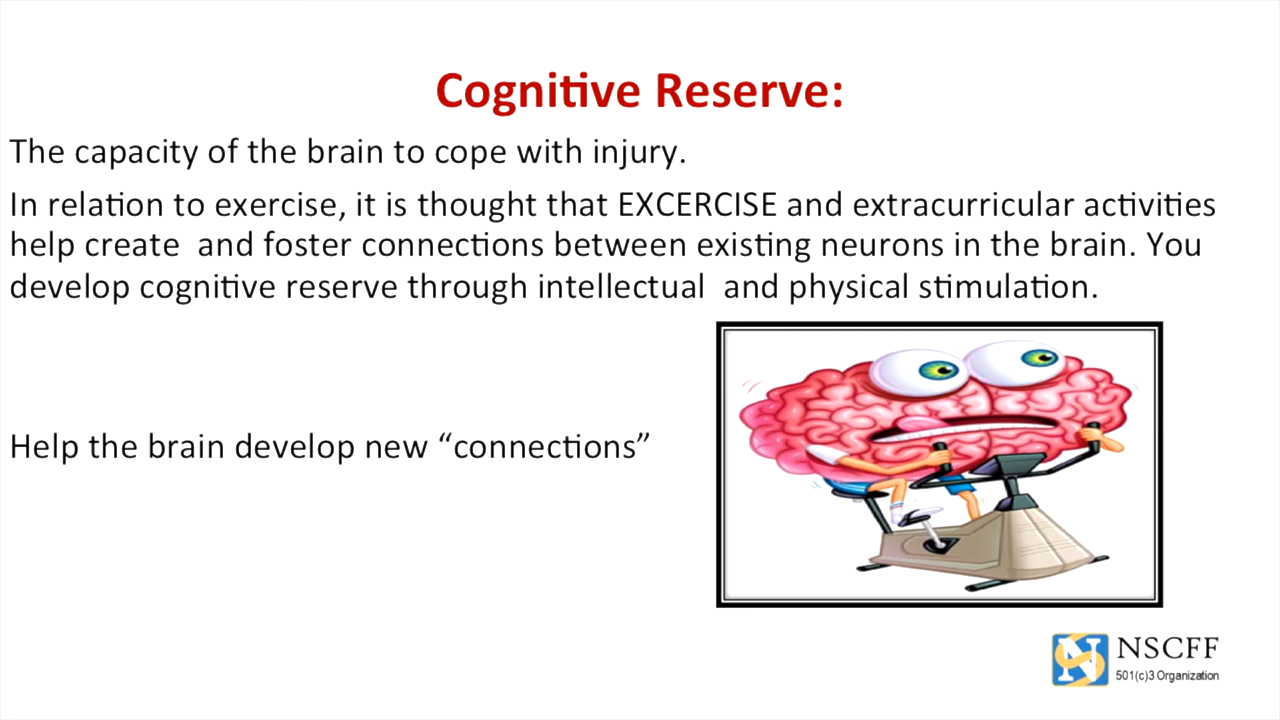 Cognitive Reserve:
The capacity of the brain to cope with injury.
In relation to exercise, it is thought that EXCERCISE and extracurricular activities
help create  and foster connections between existing neurons in the brain. You
develop cognitive reserve through intellectual  and physical stimulation.
Help the brain develop new “connections”
NSCFF
501(c)3 Organization